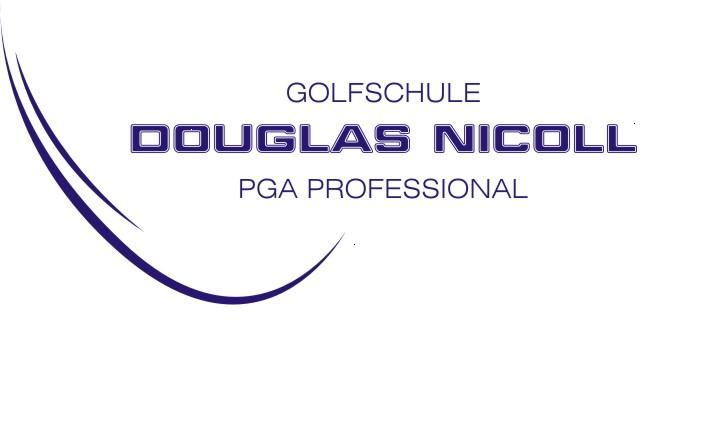 GOLFSCHULE
DOUGLAS NICOLL
PGA PROFESSIONAL